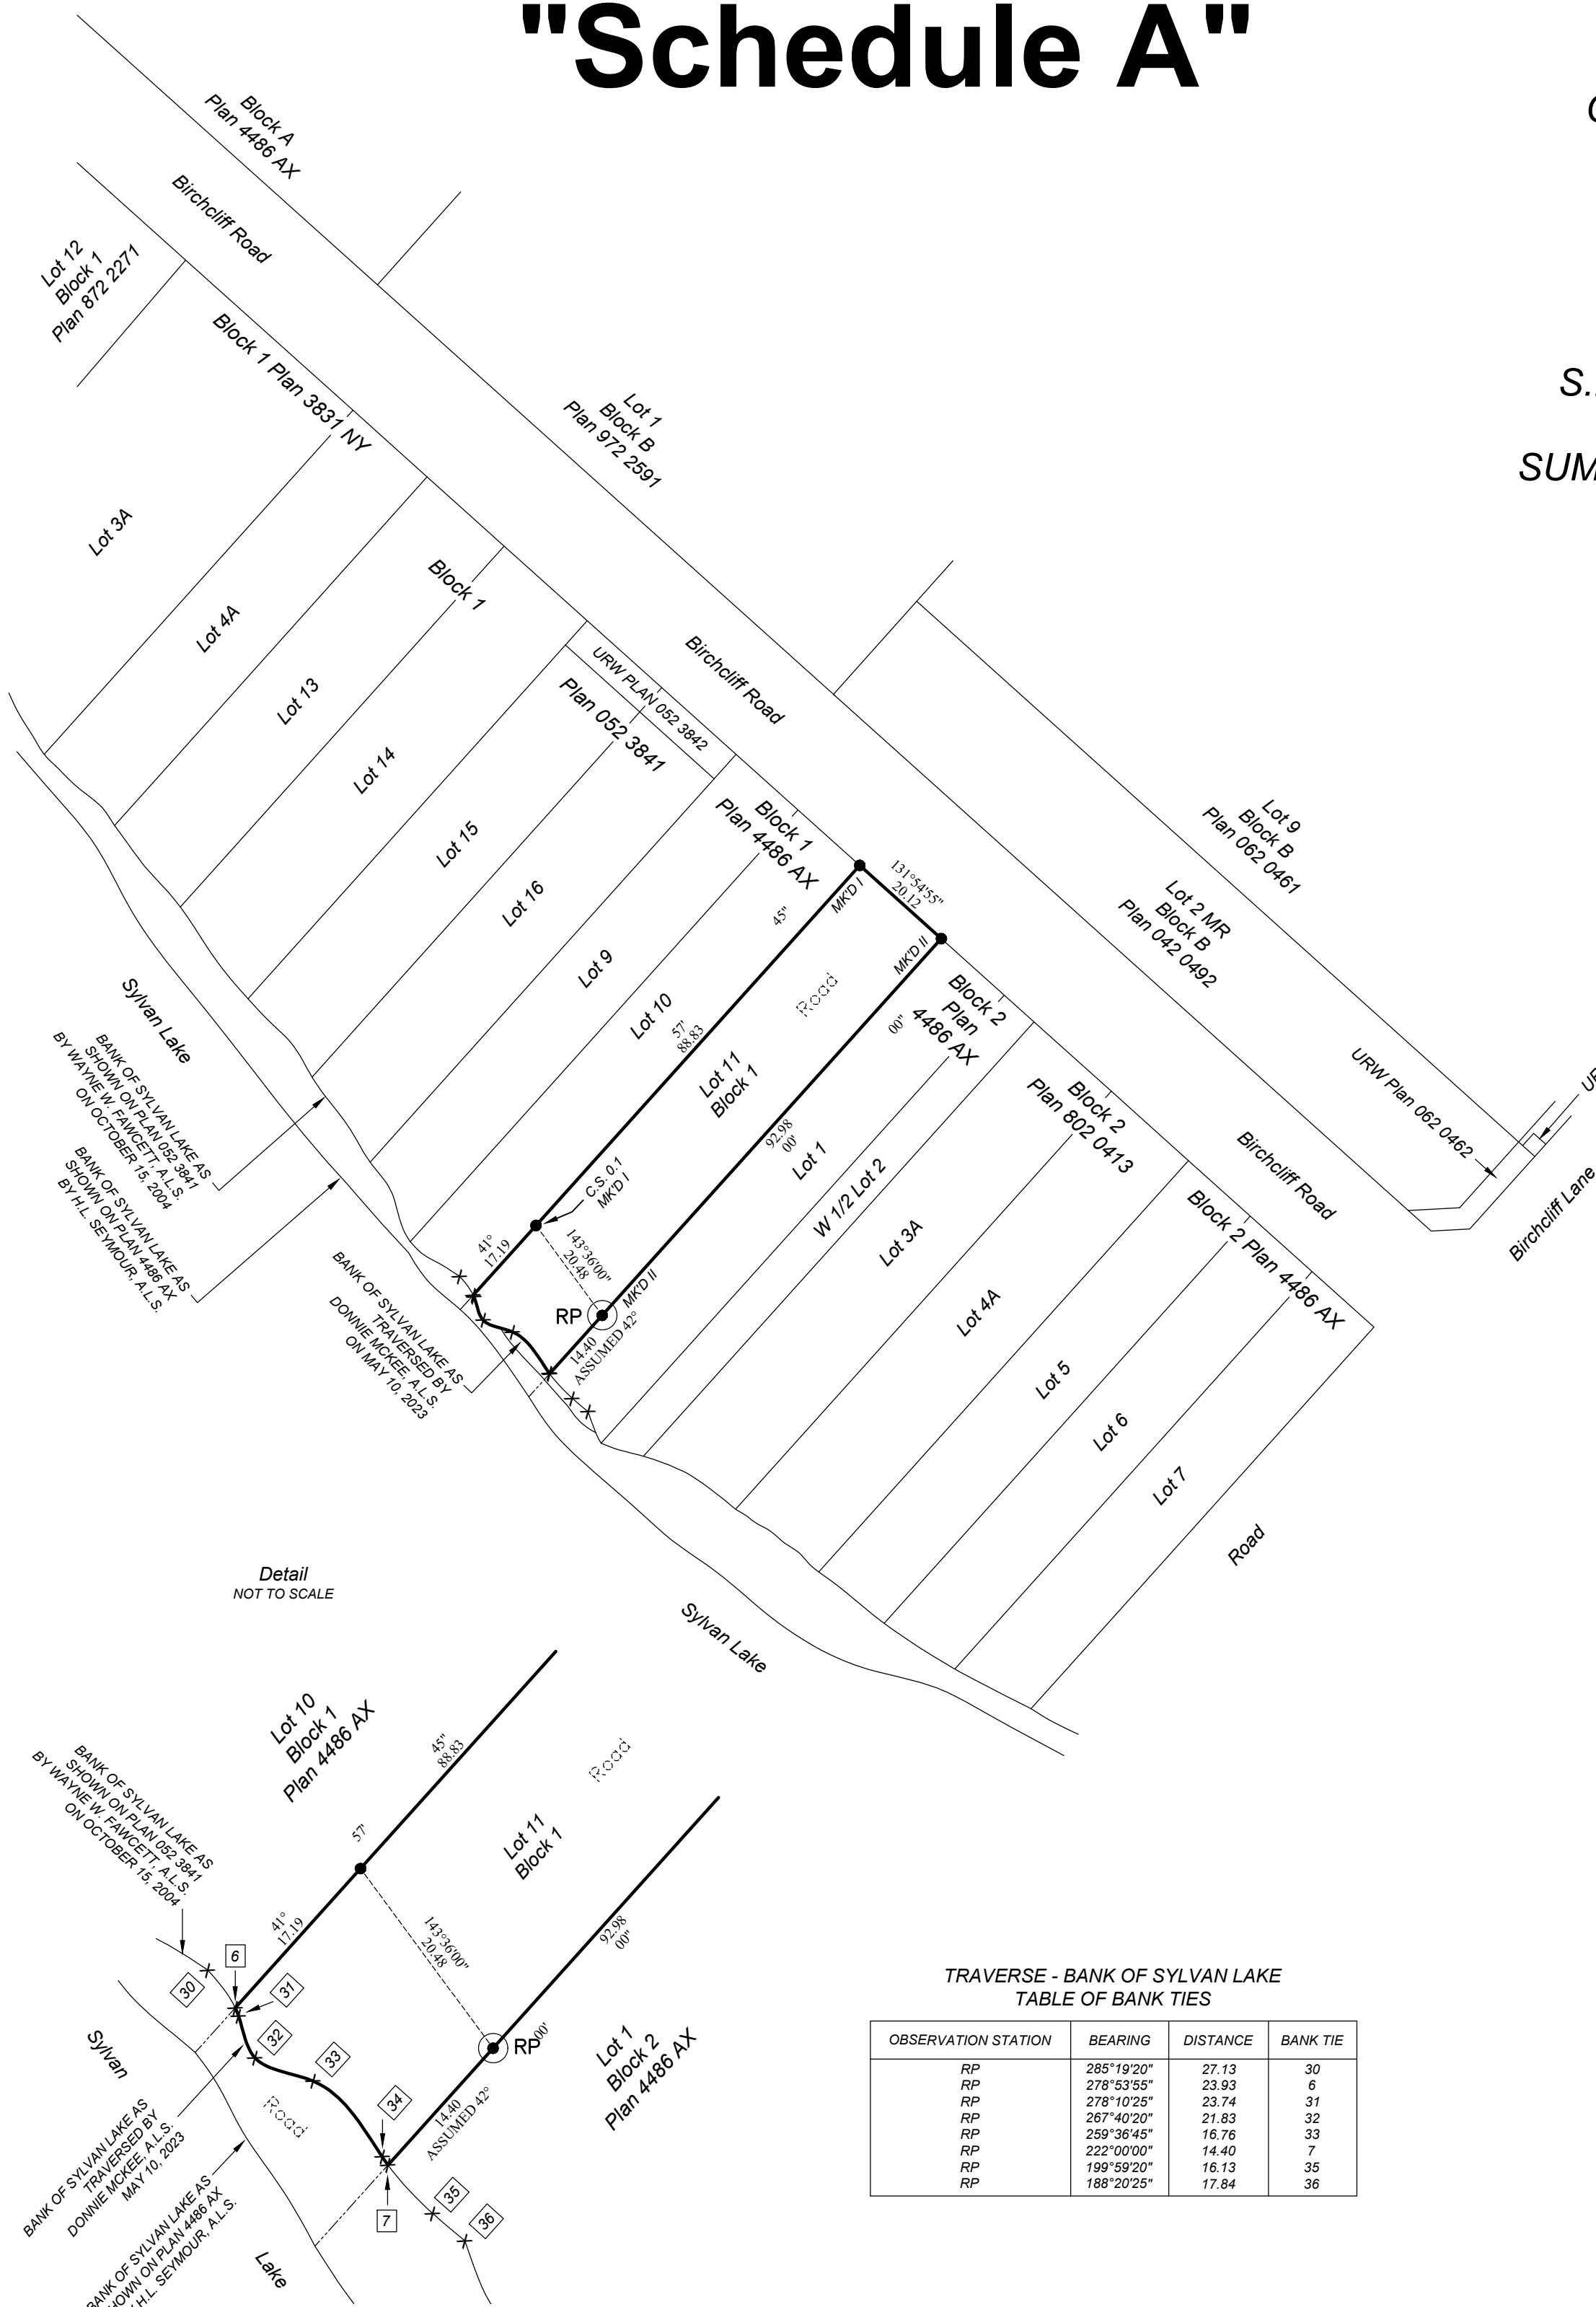 "Schedule A"
Block A
Plan 4486 AX
Birchcliff Road
Lot 12
Block 1
Plan 872 2271
Block 1 Plan 3831 NY
Lot 1
Block B
Plan 972 2591
S.
SUM
Lot 3A
Lot 4A
Block 1
Lot 13
Lot 14
Lot 15
Lot 16
URW PLAN 052 3842
Plan 052 3841
Birchcliff Road
Block 1
Plan 4486 AX
Lot 9
Lot 10
45"
57'
88.83
MK'D I
131°54'55"
20.12
MK'D II
Road
Lot 11
Block 1
00"
92.98
00'
Block 2
Plan
4486 AX
Lot 9
Block B
Plan 062 0461
Lot 2 MR
Block B
Plan 042 0492
URW Plan 062 0462
UR
Birchcliff Lane
Birchcliff Road
Block 2
Plan 802 0413
Block 2 Plan 4486 AX
Lot 1
W 1/2 Lot 2
Lot 3A
Lot 4A
Lot 5
Lot 6
Lot 7
Road
Sylvan Lake
BANK OF SYLVAN LAKE AS
SHOWN ON PLAN 052 3841
BY WAYNE W. FAWCETT, A.L.S.
ON OCTOBER 15, 2004
BANK OF SYLVAN LAKE AS
SHOWN ON PLAN 4486 AX
BY H.L. SEYMOUR, A.L.S.
C.S. 0.1
MK'D I
41°
17.19
143°36'00"
20.48
RP
MK'D II
14.40
ASSUMED 42°
BANK OF SYLVAN LAKE AS
TRAVERSED BY
DONNIE MCKEE, A.L.S.
ON MAY 10, 2023
Sylvan Lake
Detail
NOT TO SCALE
Lot 10
Block 1
Plan 4486 AX
45"
88.83
Road
57'
Lot 11
Block 1
BANK OF SYLVAN LAKE AS
SHOWN ON PLAN 052 3841
BY WAYNE W. FAWCETT, A.L.S.
ON OCTOBER 15, 2004
41°
17.19
143°36'00"
20.48
92.98
00"
6
30
31
32
33
34
RP
00'
Lot 1
Block 2
Plan 4486 AX
Sylvan
Road
14.40
ASSUMED 42°
BANK OF SYLVAN LAKE AS
TRAVERSED BY
DONNIE MCKEE, A.L.S.
MAY 10, 2023
BANK OF SYLVAN LAKE AS
HOWN ON PLAN 4486 AX
H.L. SEYMOUR, A.L.S.
7
35
36
Lake
TRAVERSE - BANK OF SYLVAN LAKE
TABLE OF BANK TIES
OBSERVATION STATION BEARING DISTANCE BANK TIE
RP 285°19'20" 27.13 30
RP 278°53'55" 23.93 6
RP 278°10'25" 23.74 31
RP 267°40'20" 21.83 32
RP 259°36'45" 16.76 33
RP 222°00'00" 14.40 7
RP 199°59'20" 16.13 35
RP 188°20'25" 17.84 36